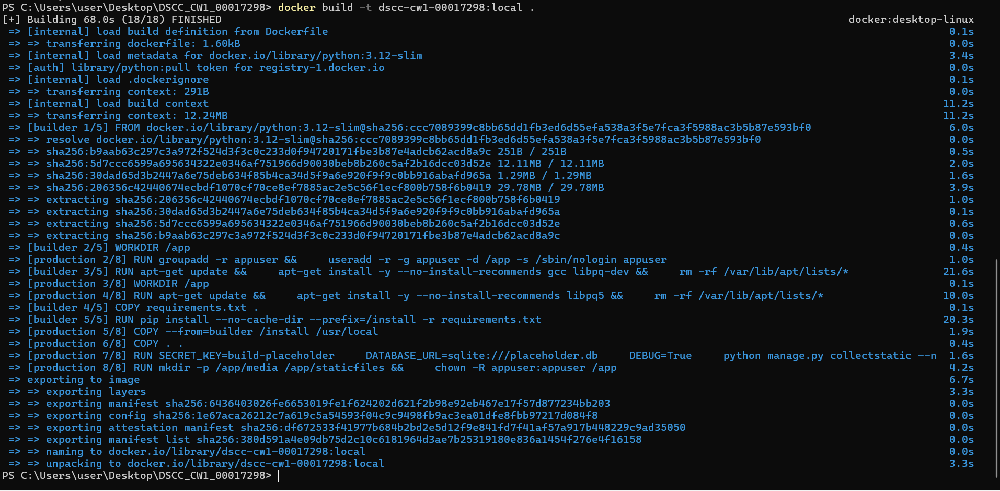 PS C:\Users\user\Desktop\DSCC_CW1_00017298> docker build -t dscc-cw1-00017298:local .
[+] Building 68.0s (18/18) FINISHED docker:desktop-linux
=> [internal] load build definition from Dockerfile 0.1s
=> => transferring dockerfile: 1.60kB 0.0s
=> [internal] load metadata for docker.io/library/python:3.12-slim 3.4s
=> [auth] library/python:pull token for registry-1.docker.io 0.0s
=> [internal] load .dockerignore 0.1s
=> => transferring context: 291B 0.0s
=> [internal] load build context 11.2s
=> => transferring context: 12.24MB 11.2s
=> [builder 1/5] FROM docker.io/library/python:3.12-slim@sha256:ccc7089399c8bb65dd1fb3ed6d55efa538a3f5e7fca3f5988ac3b5b87e593bf0 6.0s
=> => resolve docker.io/library/python:3.12-slim@sha256:ccc7089399c8bb65dd1fb3ed6d55efa538a3f5e7fca3f5988ac3b5b87e593bf0 0.0s
=> => sha256:b9aab63c297c3a972f524d3f3c0c233d0f94720171fbe3b87e4adcb62acd8a9c 251B / 251B 0.5s
=> => sha256:5d7ccc6599a695634322e0346af751966d90030beb8b260c5af2b16dcc03d52e 12.11MB / 12.11MB 2.0s
=> => sha256:30dad65d3b2447a6e75deb634f85b4ca34d5f9a6e920f9f9c0bb916abafd965a 1.29MB / 1.29MB 1.6s
=> => sha256:206356c42440674ecbdf1070cf70ce8ef7885ac2e5c56f1ecf800b758f6b0419 29.78MB / 29.78MB 3.9s
=> => extracting sha256:206356c42440674ecbdf1070cf70ce8ef7885ac2e5c56f1ecf800b758f6b0419 1.0s
=> => extracting sha256:30dad65d3b2447a6e75deb634f85b4ca34d5f9a6e920f9f9c0bb916abafd965a 0.1s
=> => extracting sha256:5d7ccc6599a695634322e0346af751966d90030beb8b260c5af2b16dcc03d52e 0.6s
=> => extracting sha256:b9aab63c297c3a972f524d3f3c0c233d0f94720171fbe3b87e4adcb62acd8a9c 0.0s
=> [builder 2/5] WORKDIR /app 0.4s
=> [production 2/8] RUN groupadd -r appuser &&     useradd -r -g appuser -d /app -s /sbin/nologin appuser 1.0s
=> [builder 3/5] RUN apt-get update &&     apt-get install -y --no-install-recommends gcc libpq-dev &&     rm -rf /var/lib/apt/lists/* 21.6s
=> [production 3/8] WORKDIR /app 0.1s
=> [production 4/8] RUN apt-get update &&     apt-get install -y --no-install-recommends libpq5 &&     rm -rf /var/lib/apt/lists/* 10.0s
=> [builder 4/5] COPY requirements.txt . 0.1s
=> [builder 5/5] RUN pip install --no-cache-dir --prefix=/install -r requirements.txt 20.3s
=> [production 5/8] COPY --from=builder /install /usr/local 1.9s
=> [production 6/8] COPY . . 0.4s
=> [production 7/8] RUN SECRET_KEY=build-placeholder     DATABASE_URL=sqlite:///placeholder.db     DEBUG=True     python manage.py collectstatic --n 1.6s
=> [production 8/8] RUN mkdir -p /app/media /app/staticfiles &&     chown -R appuser:appuser /app 4.2s
=> exporting to image 6.7s
=> => exporting layers 3.3s
=> => exporting manifest sha256:6436403026fe6653019fe1f624202d621f2b98e92eb467e17f57d877234bb203 0.0s
=> => exporting config sha256:1e67aca26212c7a619c5a54593f04c9c9498fb9ac3ea01dfe8fbb97217d084f8 0.0s
=> => exporting attestation manifest sha256:df672533f41977b684b2bd2e5d12f9e841fd7f41af57a917b448229c9ad35050 0.0s
=> => exporting manifest list sha256:380d591a4e09db75d2c10c6181964d3ae7b25319180e836a1454f276e4f16158 0.0s
=> => naming to docker.io/library/dscc-cw1-00017298:local 0.0s
=> => unpacking to docker.io/library/dscc-cw1-00017298:local 3.3s
PS C:\Users\user\Desktop\DSCC_CW1_00017298>